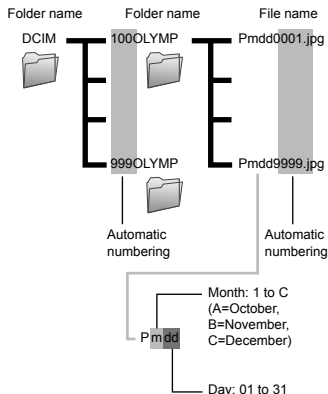 Folder name Folder name File name
DCIM 100OLYMP Pmdd0001.jpg
999OLYMP Pmdd9999.jpg
Automatic numbering
Automatic numbering
Month: 1 to C
(A=October,
B=November,
C=December)
Pmdd
Day: 01 to 31